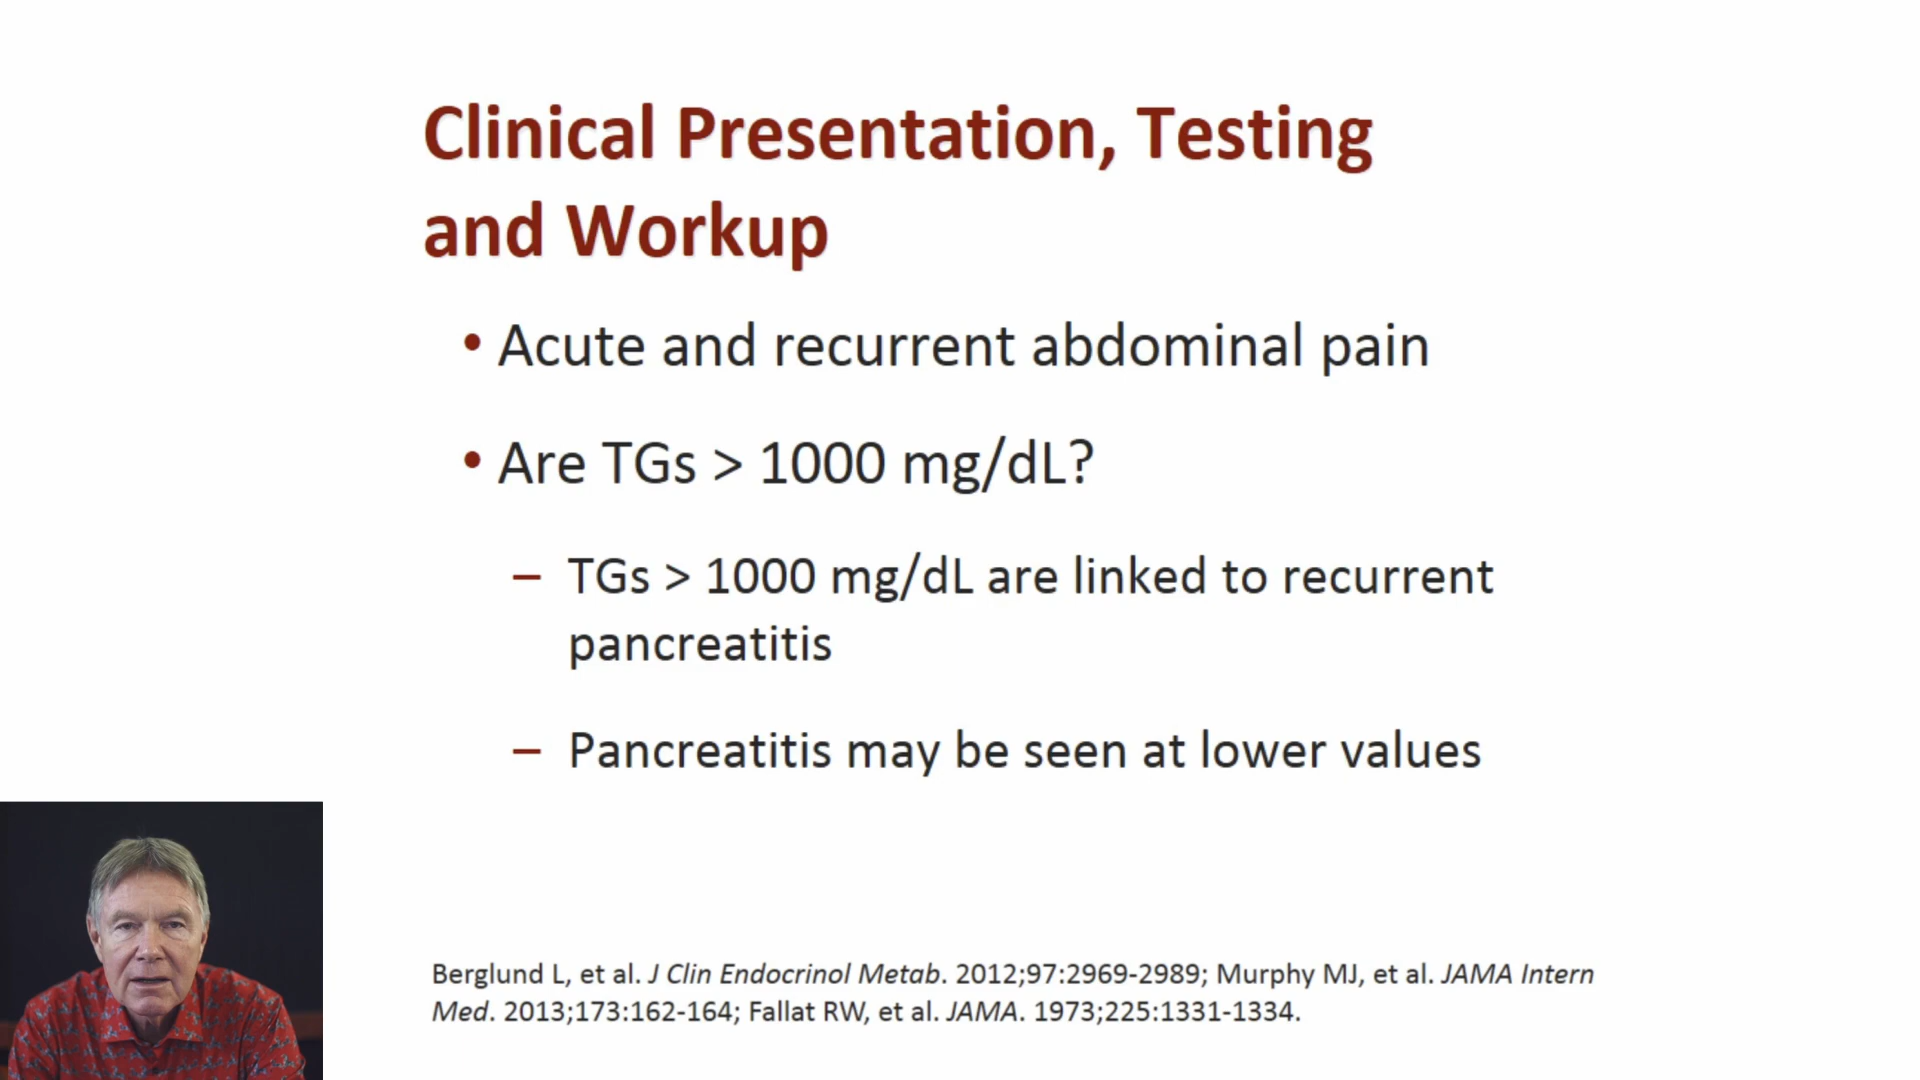 Clinical Presentation, Testing
and Workup
• Acute and recurrent abdominal pain
• Are TGs > 1000 mg/dL?
– TGs > 1000 mg/dL are linked to recurrent
pancreatitis
– Pancreatitis may be seen at lower values
Berglund L, et al. J Clin Endocrinol Metab. 2012;97:2969-2989; Murphy MJ, et al. JAMA Intern
Med. 2013;173:162-164; Fallat RW, et al. JAMA. 1973;225:1331-1334.